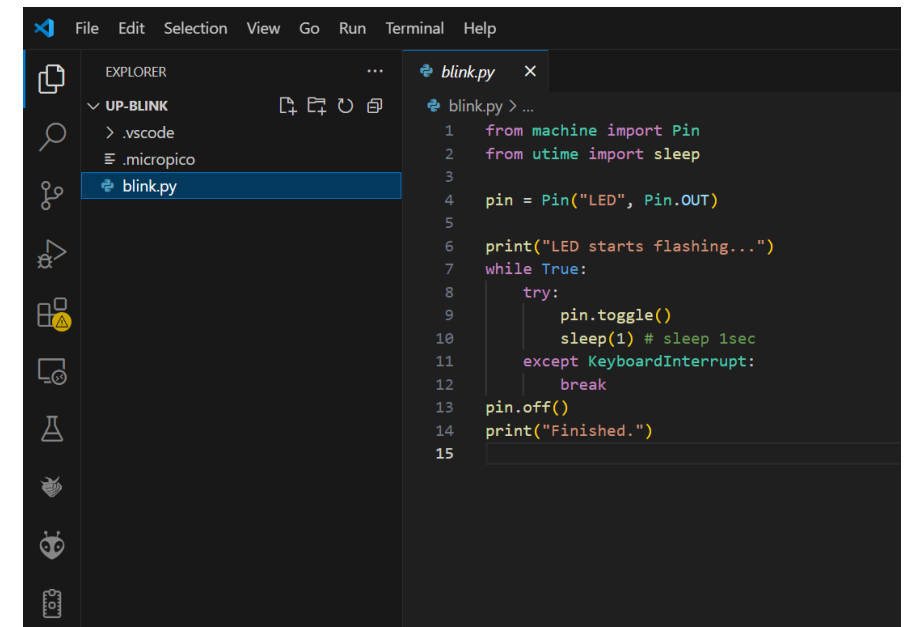 File Edit Selection View Go Run Terminal Help
EXPLORER
UP-BLINK
.vscode
.micropico
blink.py
blink.py
blink.py > ...
1 from machine import Pin
2 from utime import sleep
3
4 pin = Pin("LED", Pin.OUT)
5
6 print("LED starts flashing...")
7 while True:
8     try:
9         pin.toggle()
10         sleep(1) # sleep 1sec
11     except KeyboardInterrupt:
12         break
13 pin.off()
14 print("Finished.")
15